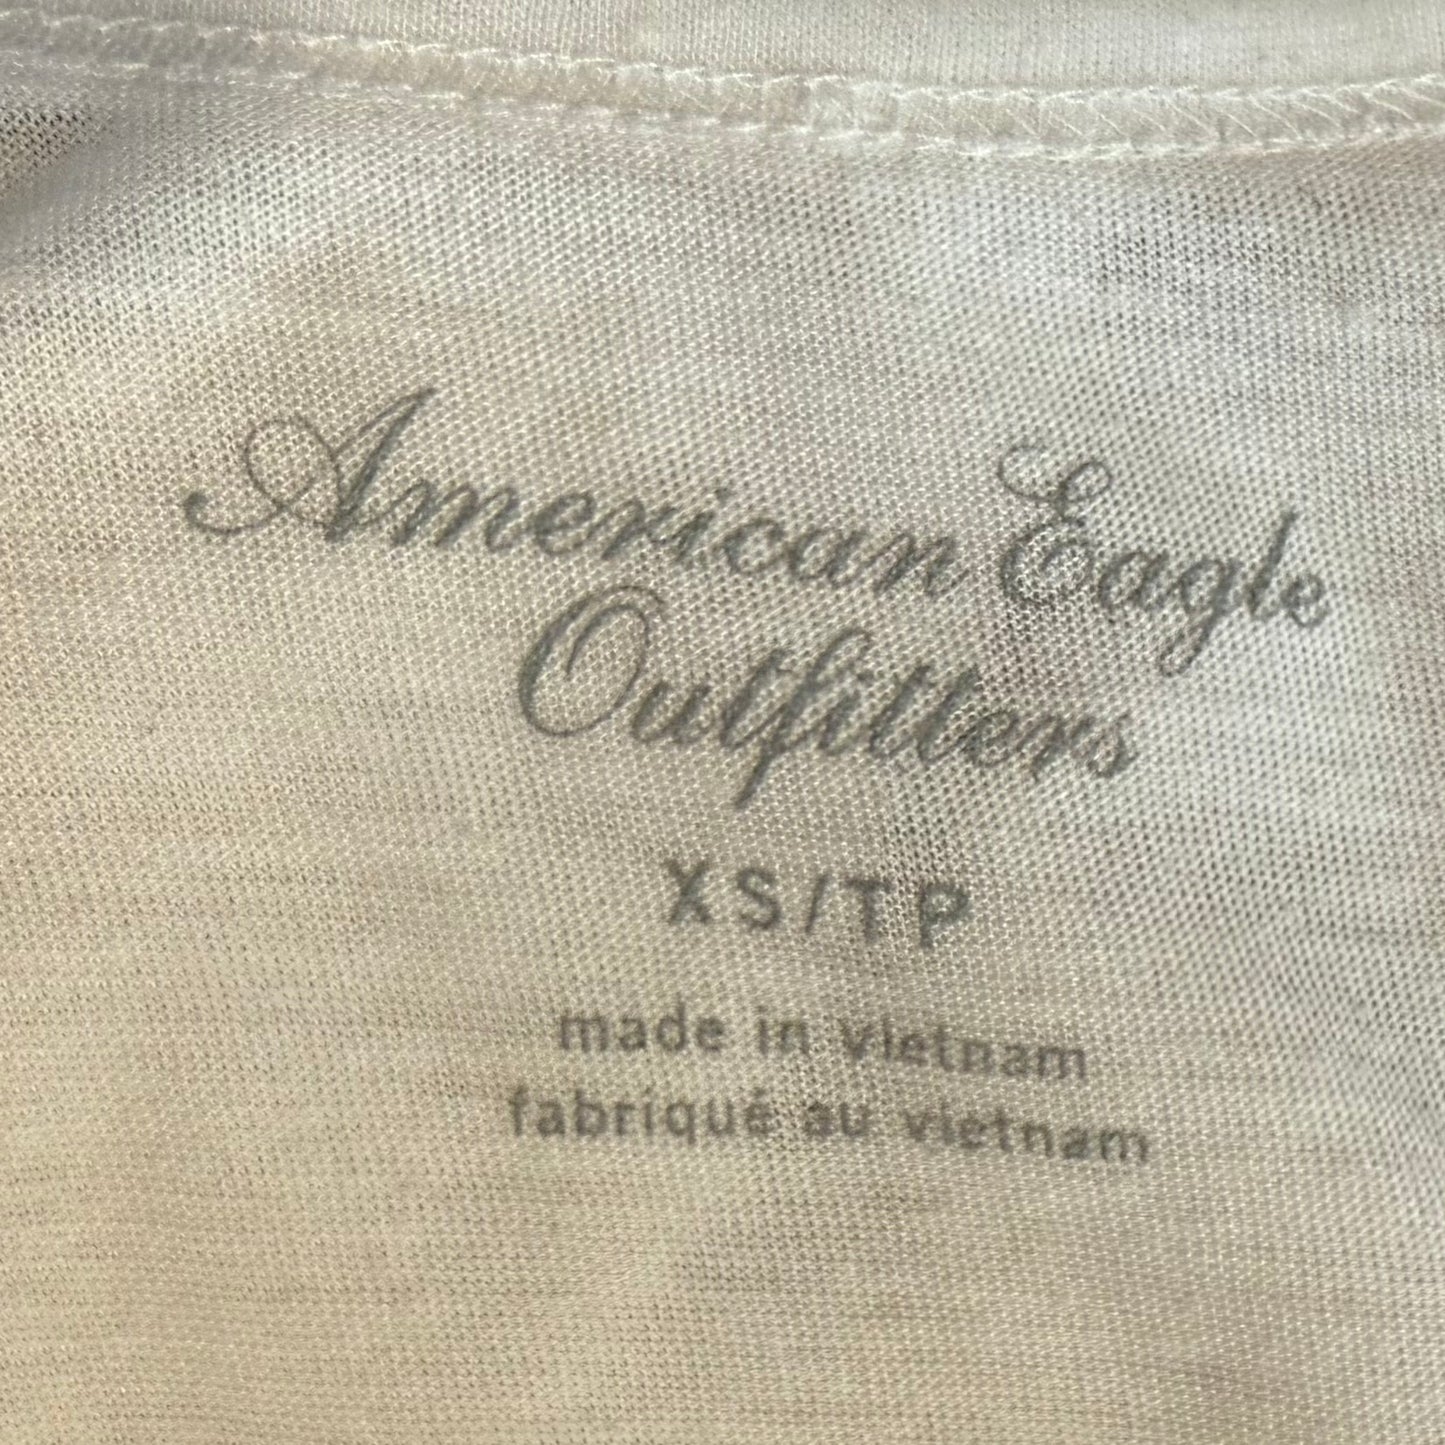 American Eagle
Outfitters
XS/TP
made in vietnam
fabriqué au vietnam